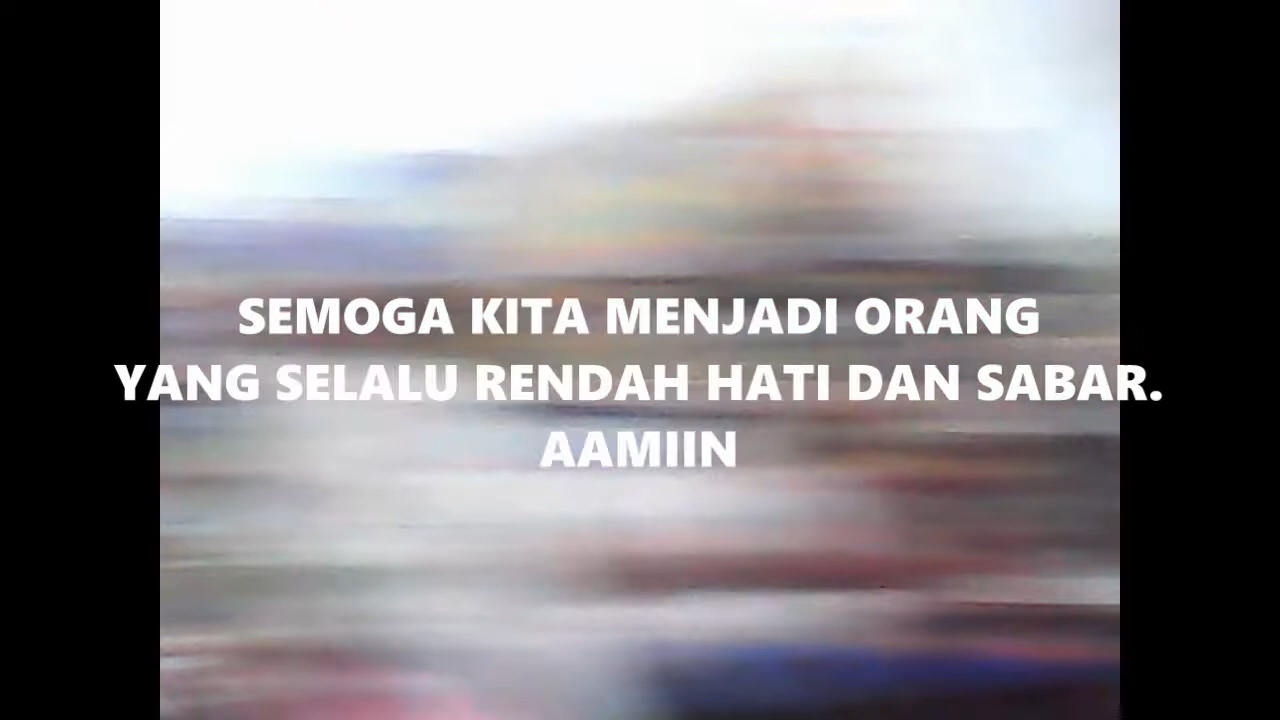 SEMOGA KITA MENJADI ORANG
YANG SELALU RENDAH HATI DAN SABAR.
AAMIIN